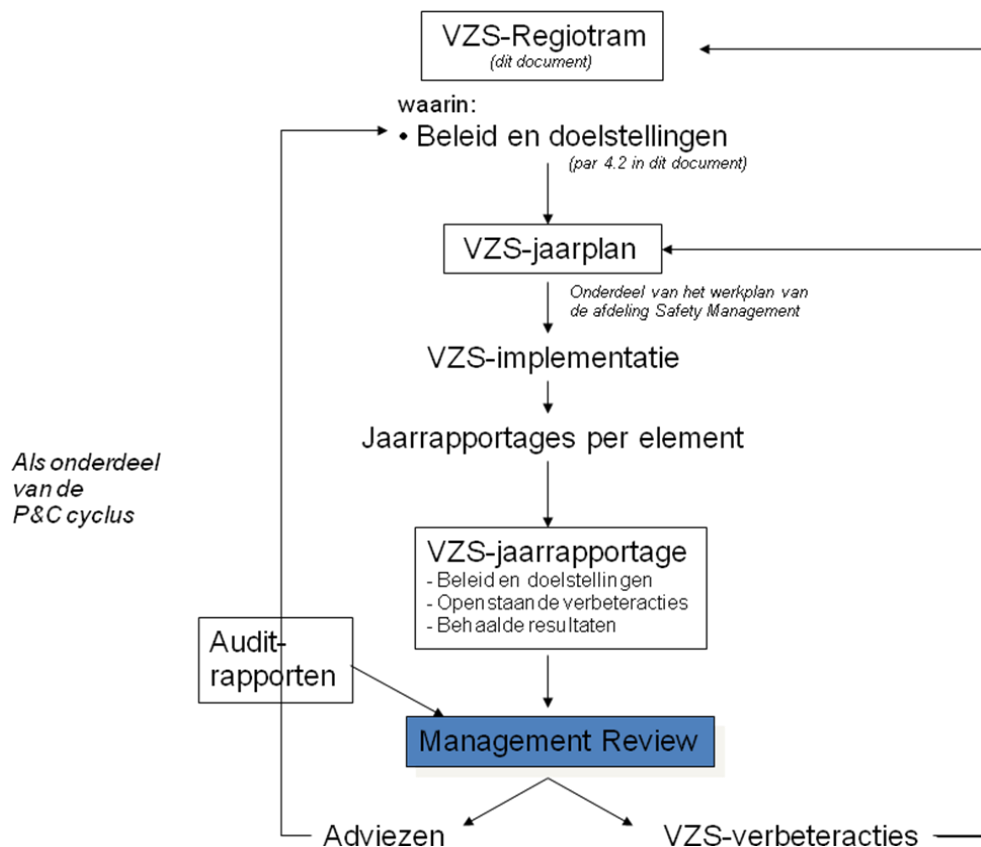 VZS-Regiotram
(dit document)
waarin:
• Beleid en doelstellingen
(par 4.2 in dit document)
VZS-jaarplan
Onderdeel van het werkplan van
de afdeling Safety Management
VZS-implementatie
Jaarrapportages per element
Als onderdeel
van de
P&C cyclus
VZS-jaarrapportage
- Beleid en doelstellingen
- Openstaande verbeteracties
- Behaalde resultaten
Audit-
rapporten
Management Review
Adviezen
VZS-verbeteracties